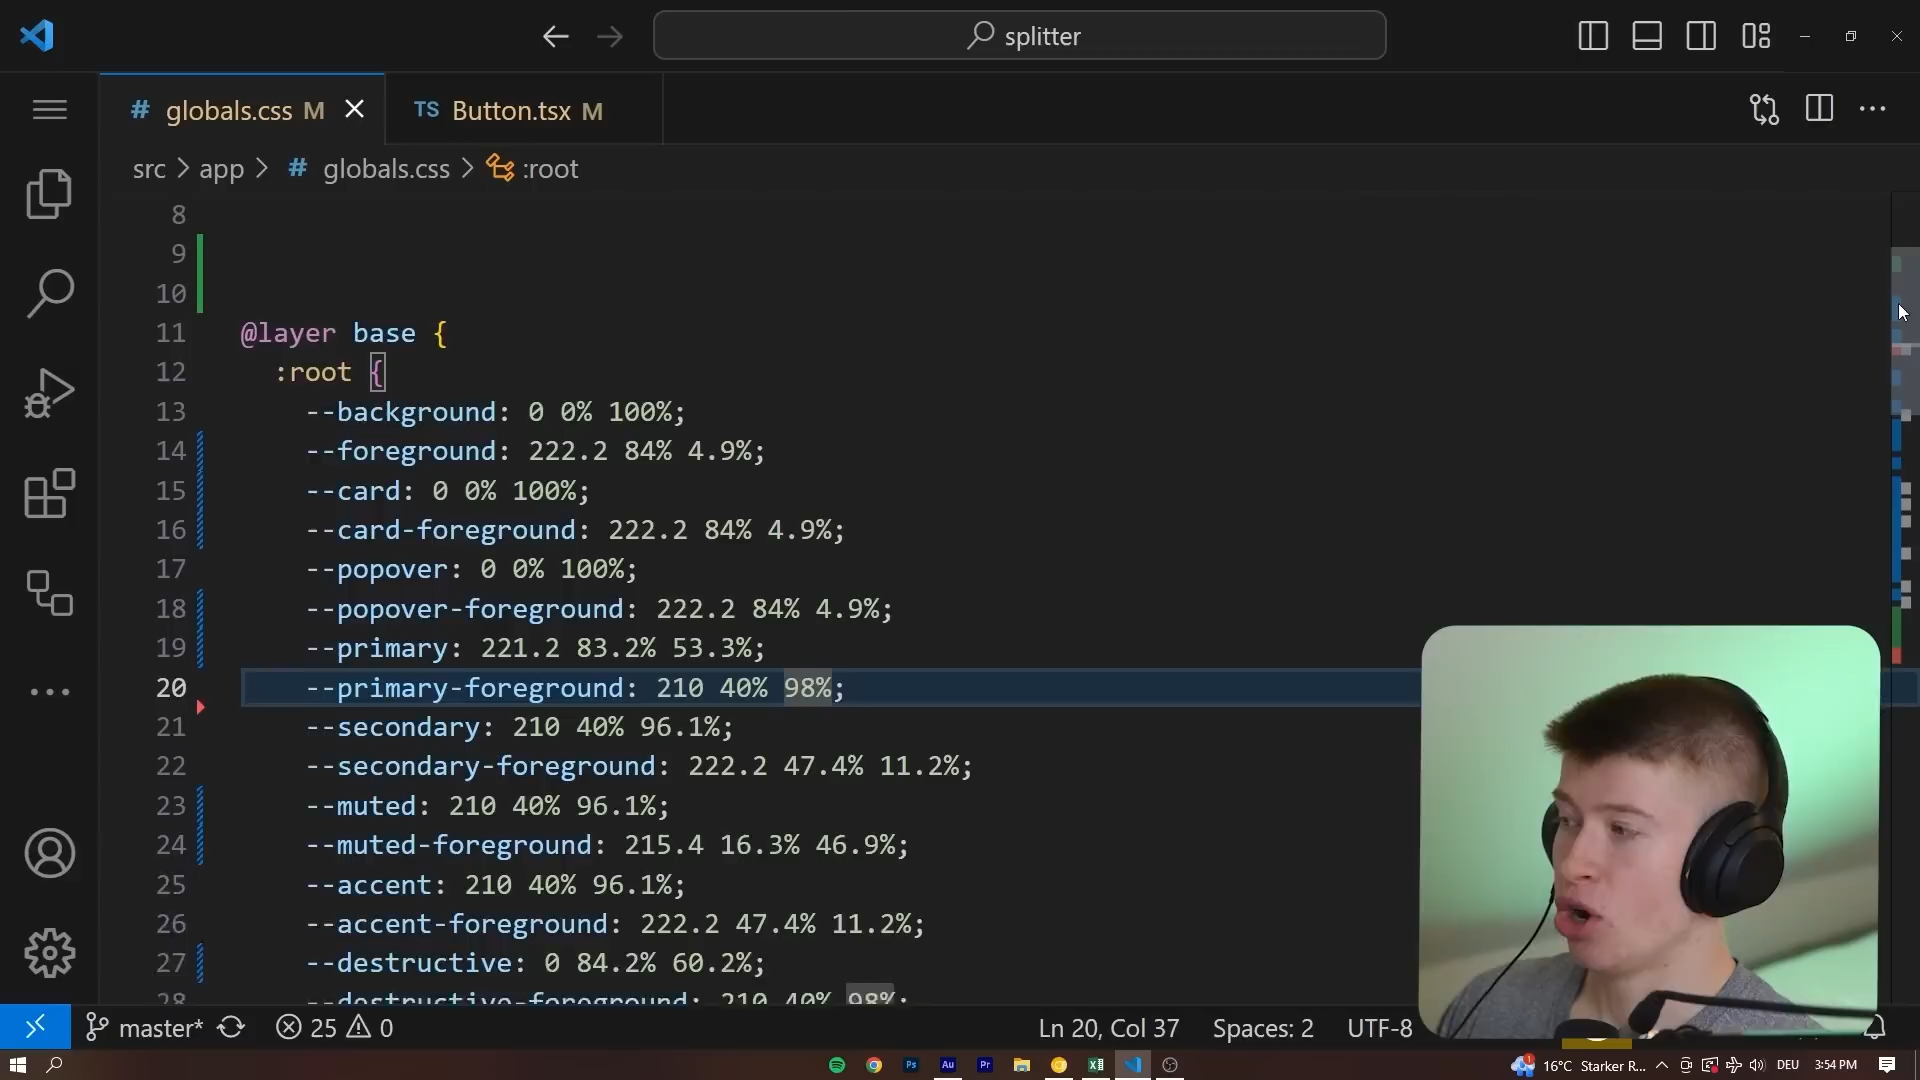 splitter
# globals.css M
TS Button.tsx M
src > app > # globals.css > :root
8
9
10
11 @layer base {
12 :root {
13 --background: 0 0% 100%;
14 --foreground: 222.2 84% 4.9%;
15 --card: 0 0% 100%;
16 --card-foreground: 222.2 84% 4.9%;
17 --popover: 0 0% 100%;
18 --popover-foreground: 222.2 84% 4.9%;
19 --primary: 221.2 83.2% 53.3%;
20 --primary-foreground: 210 40% 98%;
21 --secondary: 210 40% 96.1%;
22 --secondary-foreground: 222.2 47.4% 11.2%;
23 --muted: 210 40% 96.1%;
24 --muted-foreground: 215.4 16.3% 46.9%;
25 --accent: 210 40% 96.1%;
26 --accent-foreground: 222.2 47.4% 11.2%;
27 --destructive: 0 84.2% 60.2%;
28 --destructive-foreground: 210 40% 98%;
master* 25 0 Ln 20, Col 37 Spaces: 2 UTF-8
Ps Au Pr 1 16°C Starker R... DEU 3:54 PM